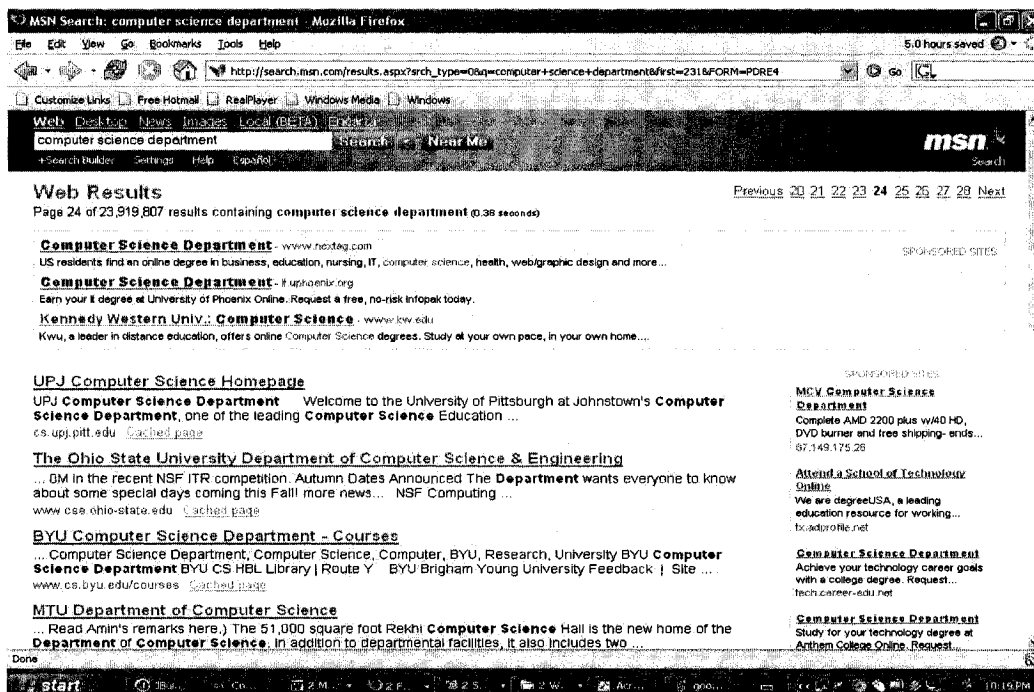 MSN Search: computer science department - Mozilla Firefox
File Edit View Go Bookmarks Tools Help
5.0 hours saved
http://search.msn.com/results.aspx?srch_type=0&q=computer+science+department&first=231&FORM=PDRE4
Go
Customize Links Free Hotmail RealPlayer Windows Media Windows
Web Desktop News Images Local (BETA) Encarta
computer science department Search Near Me
msn Search
+Search Builder Settings Help Español
Web Results
Previous 20 21 22 23 24 25 26 27 28 Next
Page 24 of 23,919,807 results containing computer science department (0.38 seconds)
Computer Science Department - www.nextag.com
SPONSORED SITES
US residents find an online degree in business, education, nursing, IT, computer science, health, web/graphic design and more...
Computer Science Department - it.uphoenix.org
Earn your it degree at University of Phoenix Online. Request a free, no-risk infopak today.
Kennedy Western Univ.: Computer Science - www.kw.edu
Kwu, a leader in distance education, offers online Computer Science degrees. Study at your own pace, in your own home....
UPJ Computer Science Homepage
UPJ Computer Science Department Welcome to the University of Pittsburgh at Johnstown's Computer
Science Department, one of the leading Computer Science Education ...
cs.upj.pitt.edu Cached page
The Ohio State University Department of Computer Science & Engineering
... 8M in the recent NSF ITR competition. Autumn Dates Announced The Department wants everyone to know
about some special days coming this Fall! more news... NSF Computing ...
www.cse.ohio-state.edu Cached page
BYU Computer Science Department - Courses
... Computer Science Department, Computer Science, Computer, BYU, Research, University BYU Computer
Science Department BYU CS HBL Library | Route Y BYU Brigham Young University Feedback | Site ...
www.cs.byu.edu/courses Cached page
MTU Department of Computer Science
... Read Amin's remarks here.) The 51,000 square foot Rekhi Computer Science Hall is the new home of the
Department of Computer Science. In addition to departmental facilities, it also includes two ...
SPONSORED SITES
MCV Computer Science
Department
Complete AMD 2200 plus w/40 HD,
DVD burner and free shipping- ends...
67.149.175.26
Attend a School of Technology
Online
We are degreeUSA, a leading
education resource for working...
tx.adprofile.net
Computer Science Department
Achieve your technology career goals
with a college degree. Request...
tech.career-edu.net
Computer Science Department
Study for your technology degree at
Anthem College Online. Request...
Done
start 2 M... 2 F... 2 S... 2 W... Acr... goo... 10:19 PM